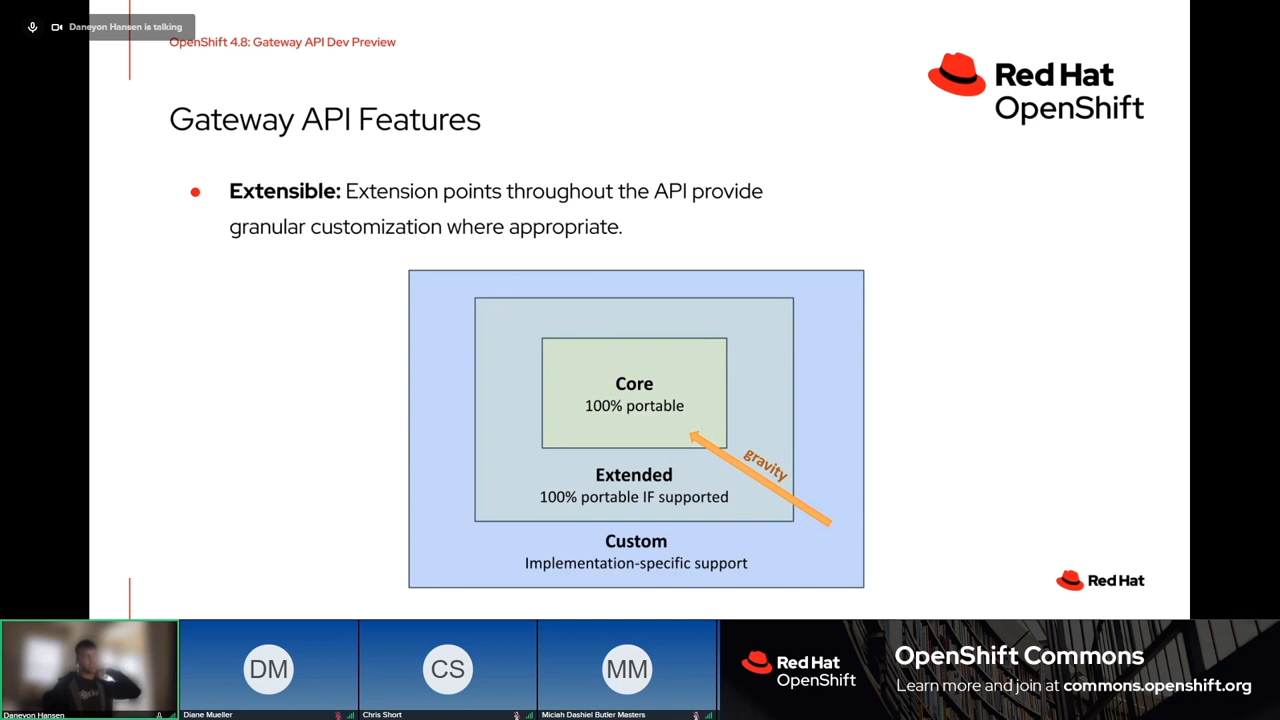 Daneyon Hansen is talking
OpenShift 4.8: Gateway API Dev Preview
Red Hat
OpenShift
Gateway API Features
Extensible: Extension points throughout the API provide
granular customization where appropriate.
Core
100% portable
gravity
Extended
100% portable IF supported
Custom
Implementation-specific support
Red Hat
DM
CS
MM
Red Hat
OpenShift
OpenShift Commons
Learn more and join at commons.openshift.org
Daneyon Hansen
Diane Mueller
Chris Short
Miciah Dashiel Butler Masters